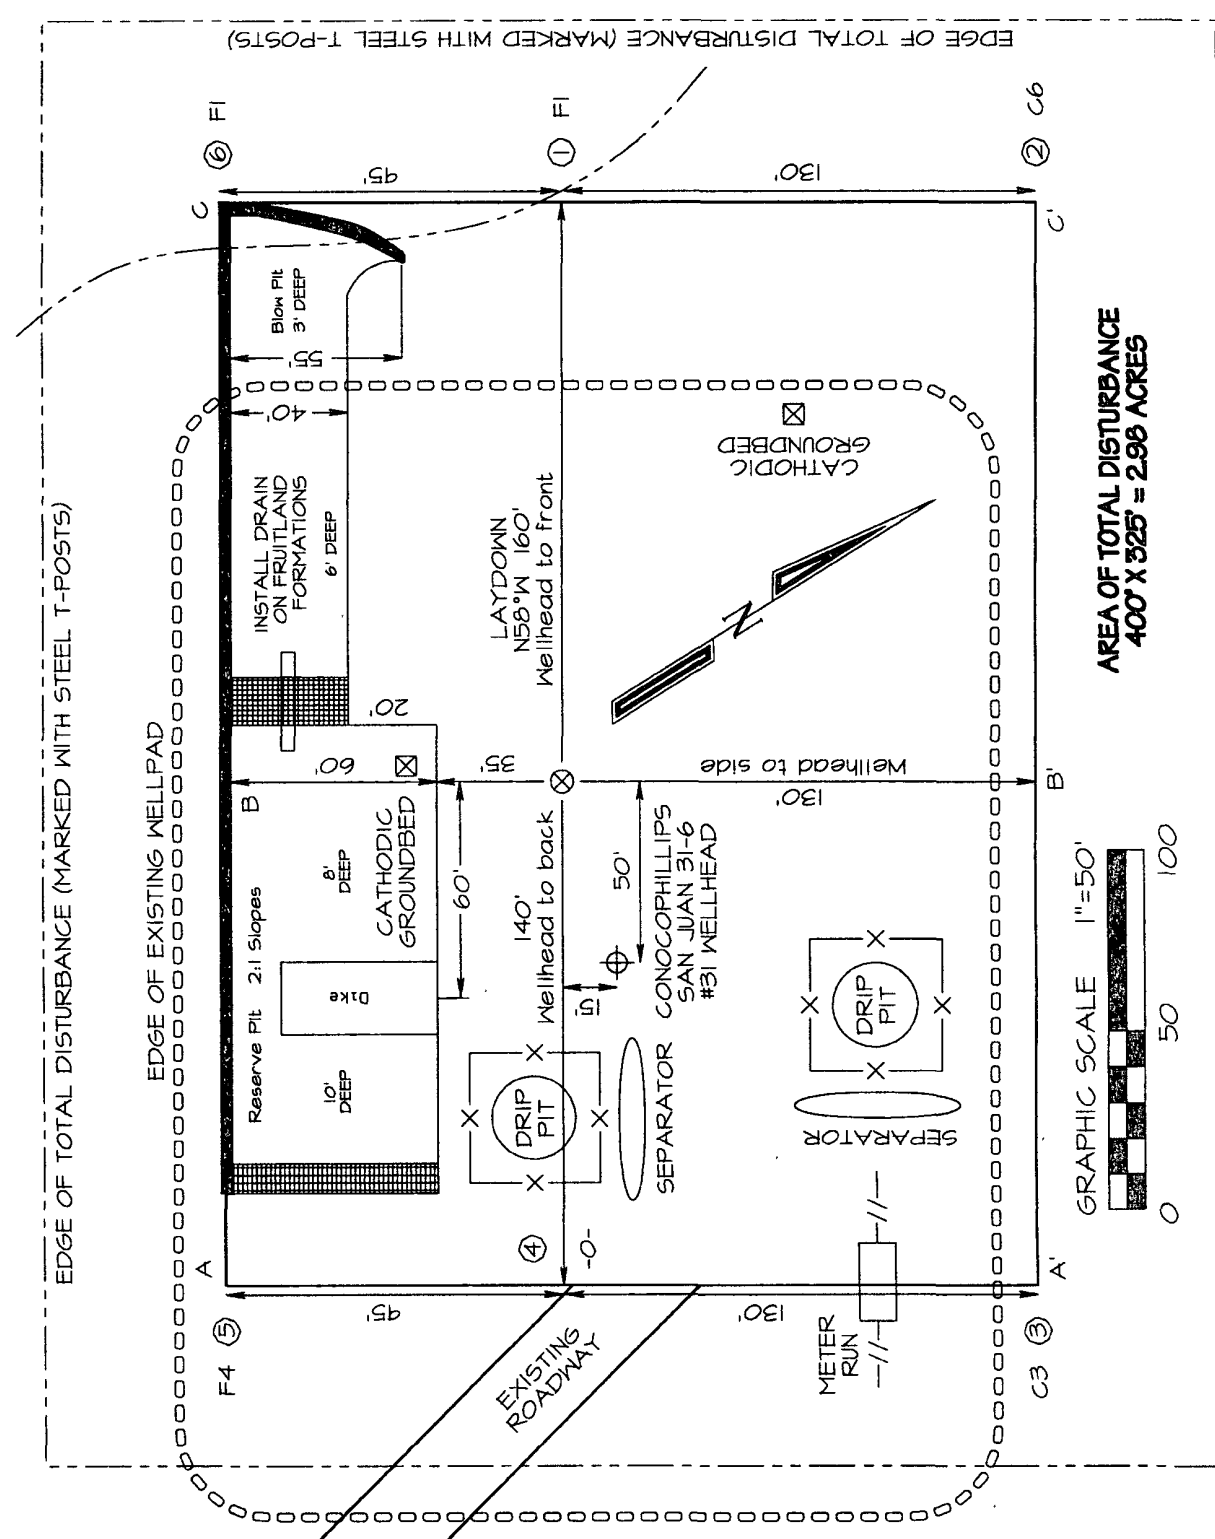 EDGE OF TOTAL DISTURBANCE (MARKED WITH STEEL T-POSTS)
EDGE OF TOTAL DISTURBANCE (MARKED WITH STEEL T-POSTS)
EDGE OF EXISTING WELLPAD
F4 ⑤
A
B
C
⑥ F1
95'
95'
Reserve Pit 2:1 Slopes
10'
DEEP
Dike
8'
DEEP
60'
CATHODIC
GROUNDBED
20'
INSTALL DRAIN
ON FRUITLAND
FORMATIONS
6' DEEP
40'
55'
Blow Pit
3' DEEP
60'
35'
④
-0-
140'
Wellhead to back
LAYDOWN
N58°W 160'
Wellhead to front
① F1
DRIP
PIT
SEPARATOR
15'
50'
CONOCOPHILLIPS
SAN JUAN 31-6
#31 WELLHEAD
Wellhead to side
130'
N
CATHODIC
GROUNDBED
130'
130'
EXISTING
ROADWAY
METER
RUN
SEPARATOR
DRIP
PIT
C3 ③
A'
B'
C'
② C6
GRAPHIC SCALE 1"=50'
0
50
100
AREA OF TOTAL DISTURBANCE
400' X 325' = 2.98 ACRES